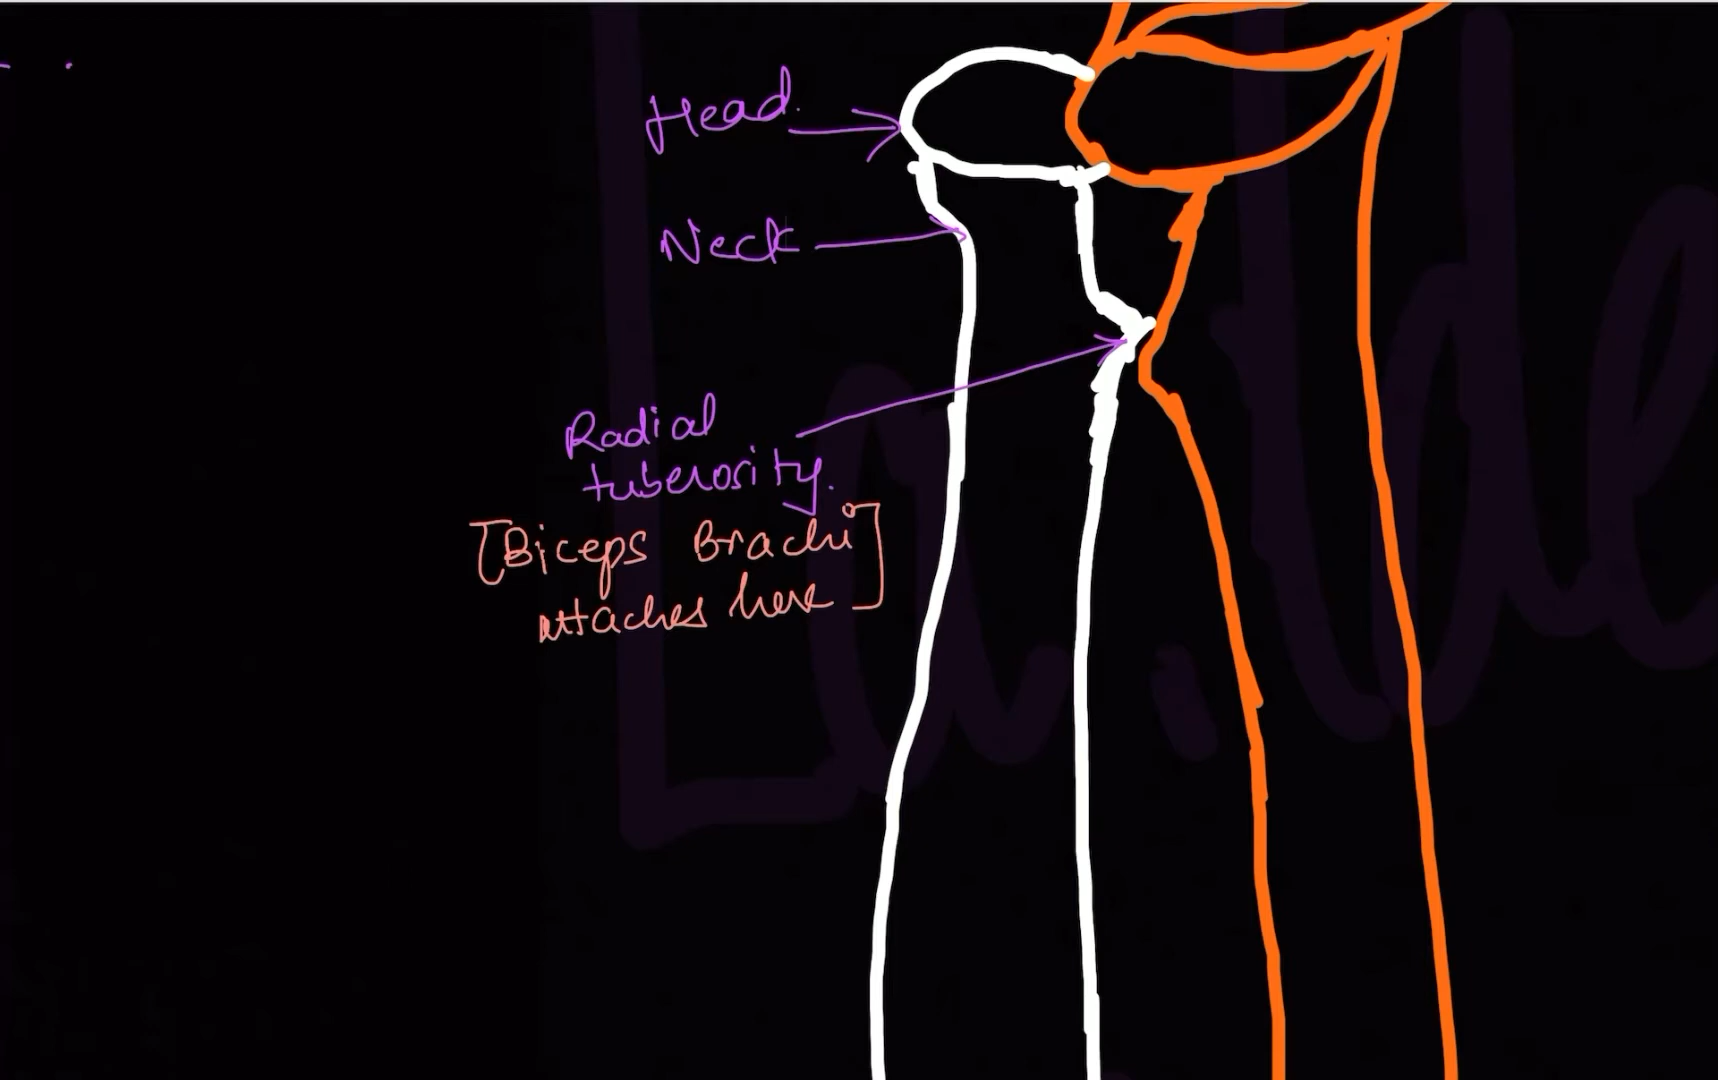 Head.
Neck
Radial
tuberosity.
[Biceps Brachi]
attaches here